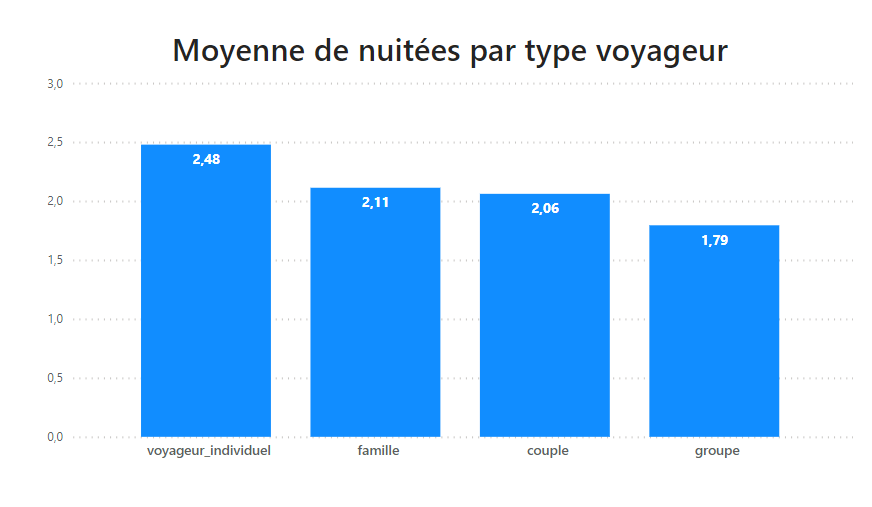 Moyenne de nuitées par type voyageur
3,0
2,5
2,0
1,5
1,0
0,5
0,0
2,48
2,11
2,06
1,79
voyageur_individuel
famille
couple
groupe